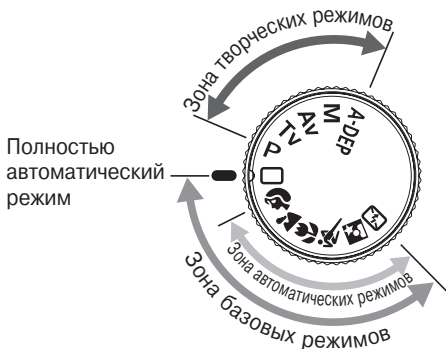 Зона творческих режимов
A-DEP
M
Av
Tv
P
Полностью
автоматический
режим
Зона автоматических режимов
Зона базовых режимов